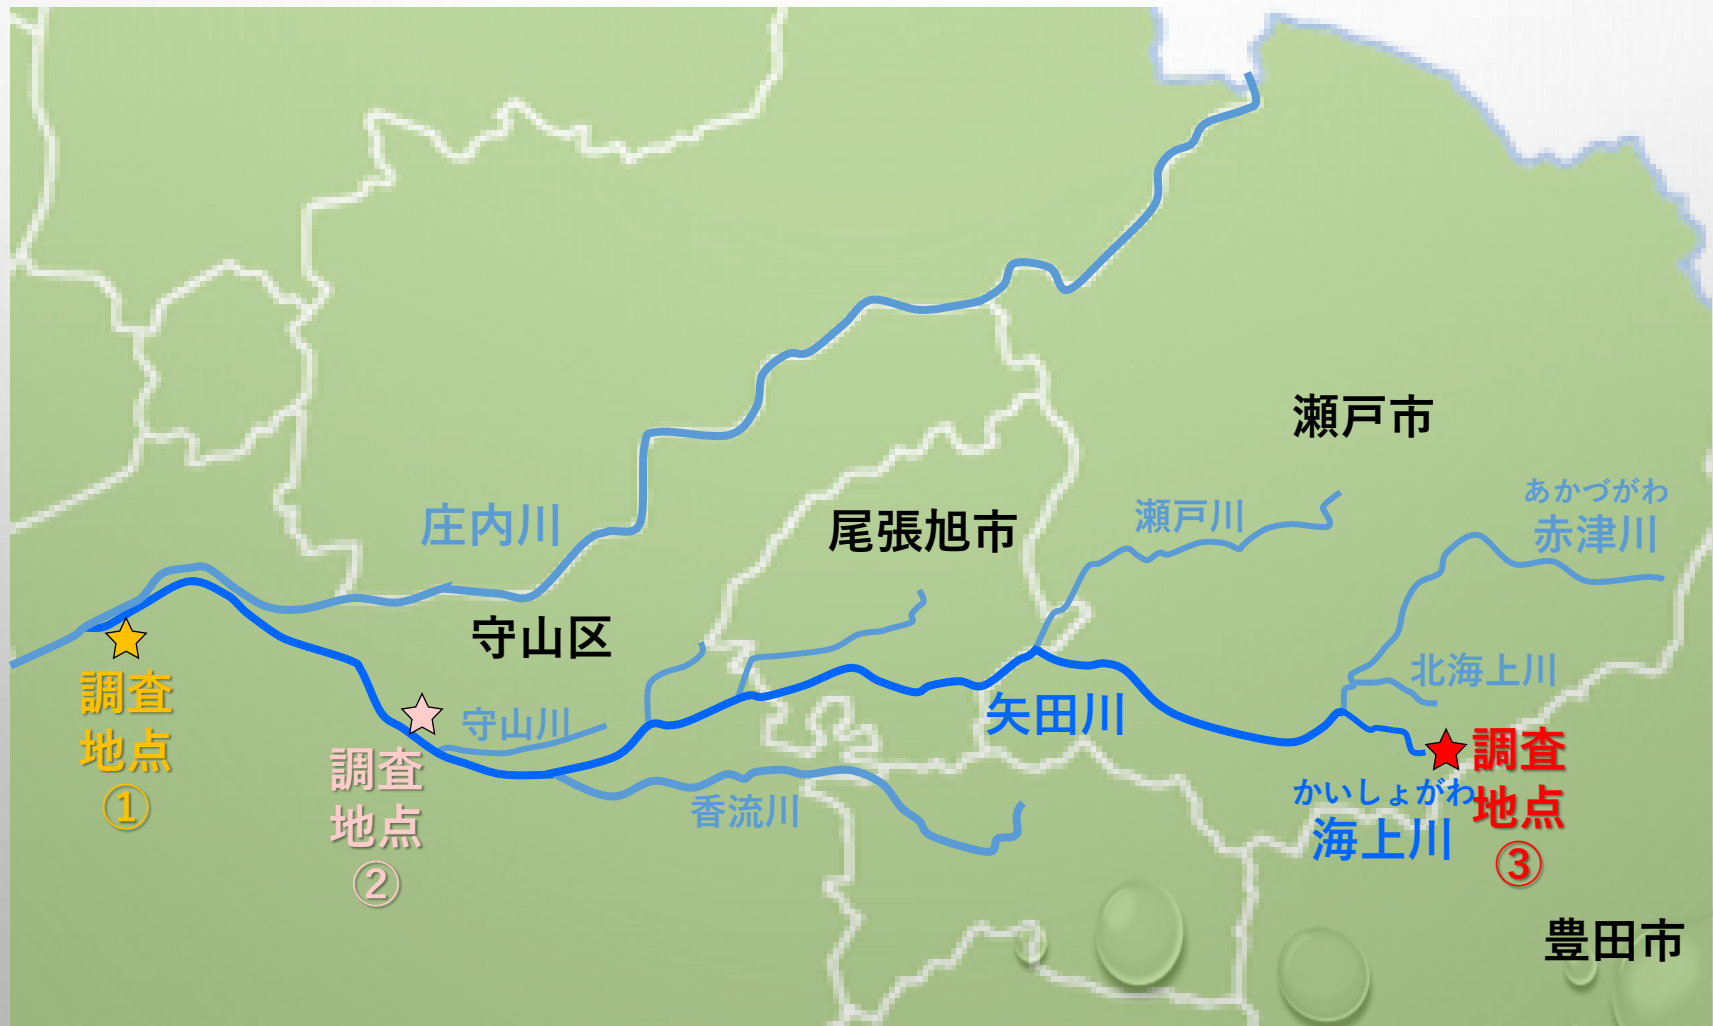 瀬戸市
あかづがわ
赤津川
瀬戸川
尾張旭市
庄内川
守山区
北海上川
調査
地点
①
守山川
矢田川
調査
地点
②
調査
地点
③
香流川
かいしょがわ
海上川
豊田市